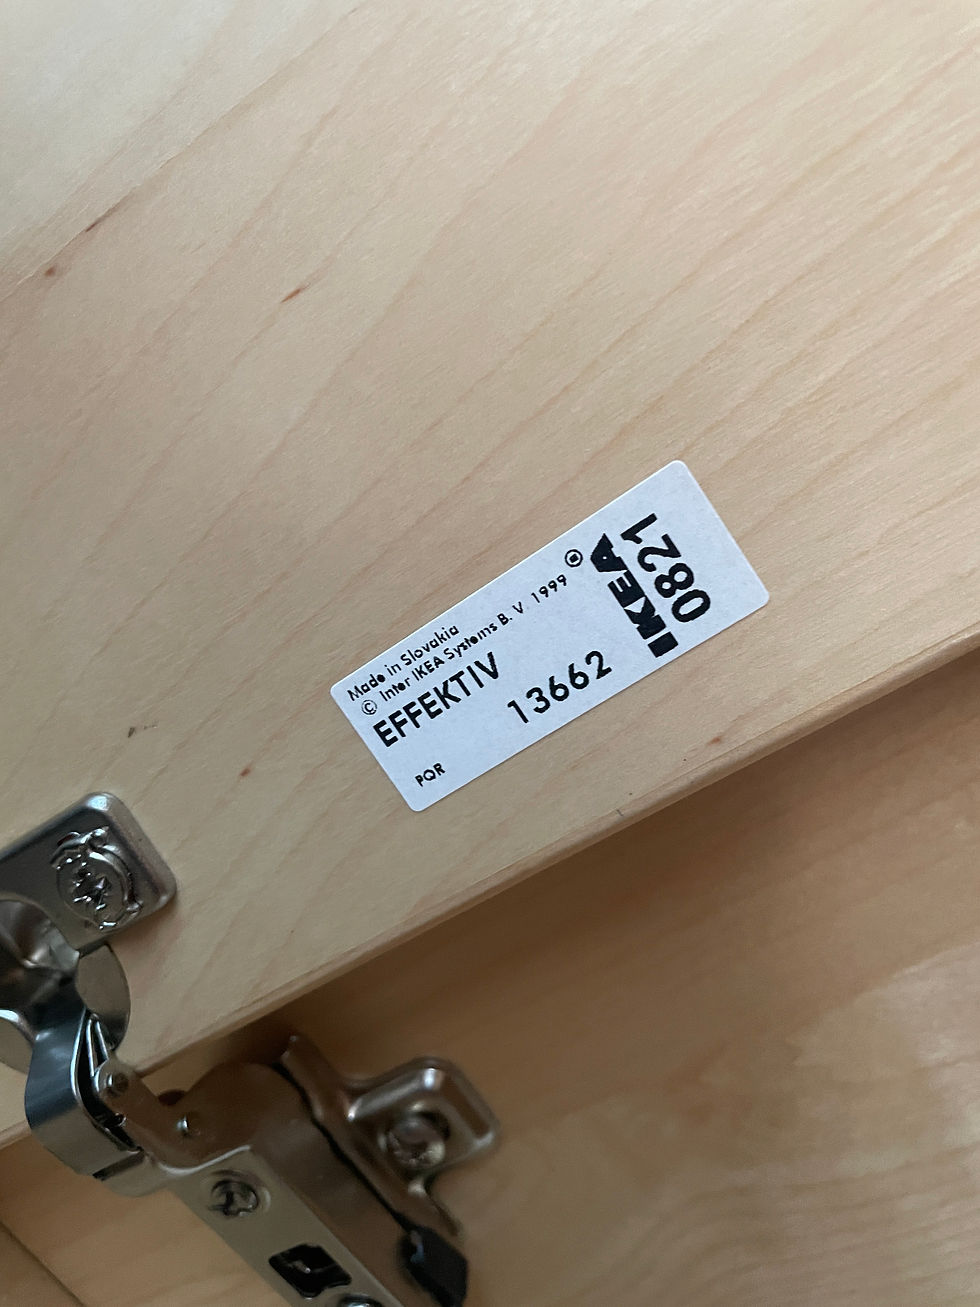 Made in Slovakia
© Inter IKEA Systems B. V. 1999
EFFEKTIV
13662
PQR
IKEA
0821